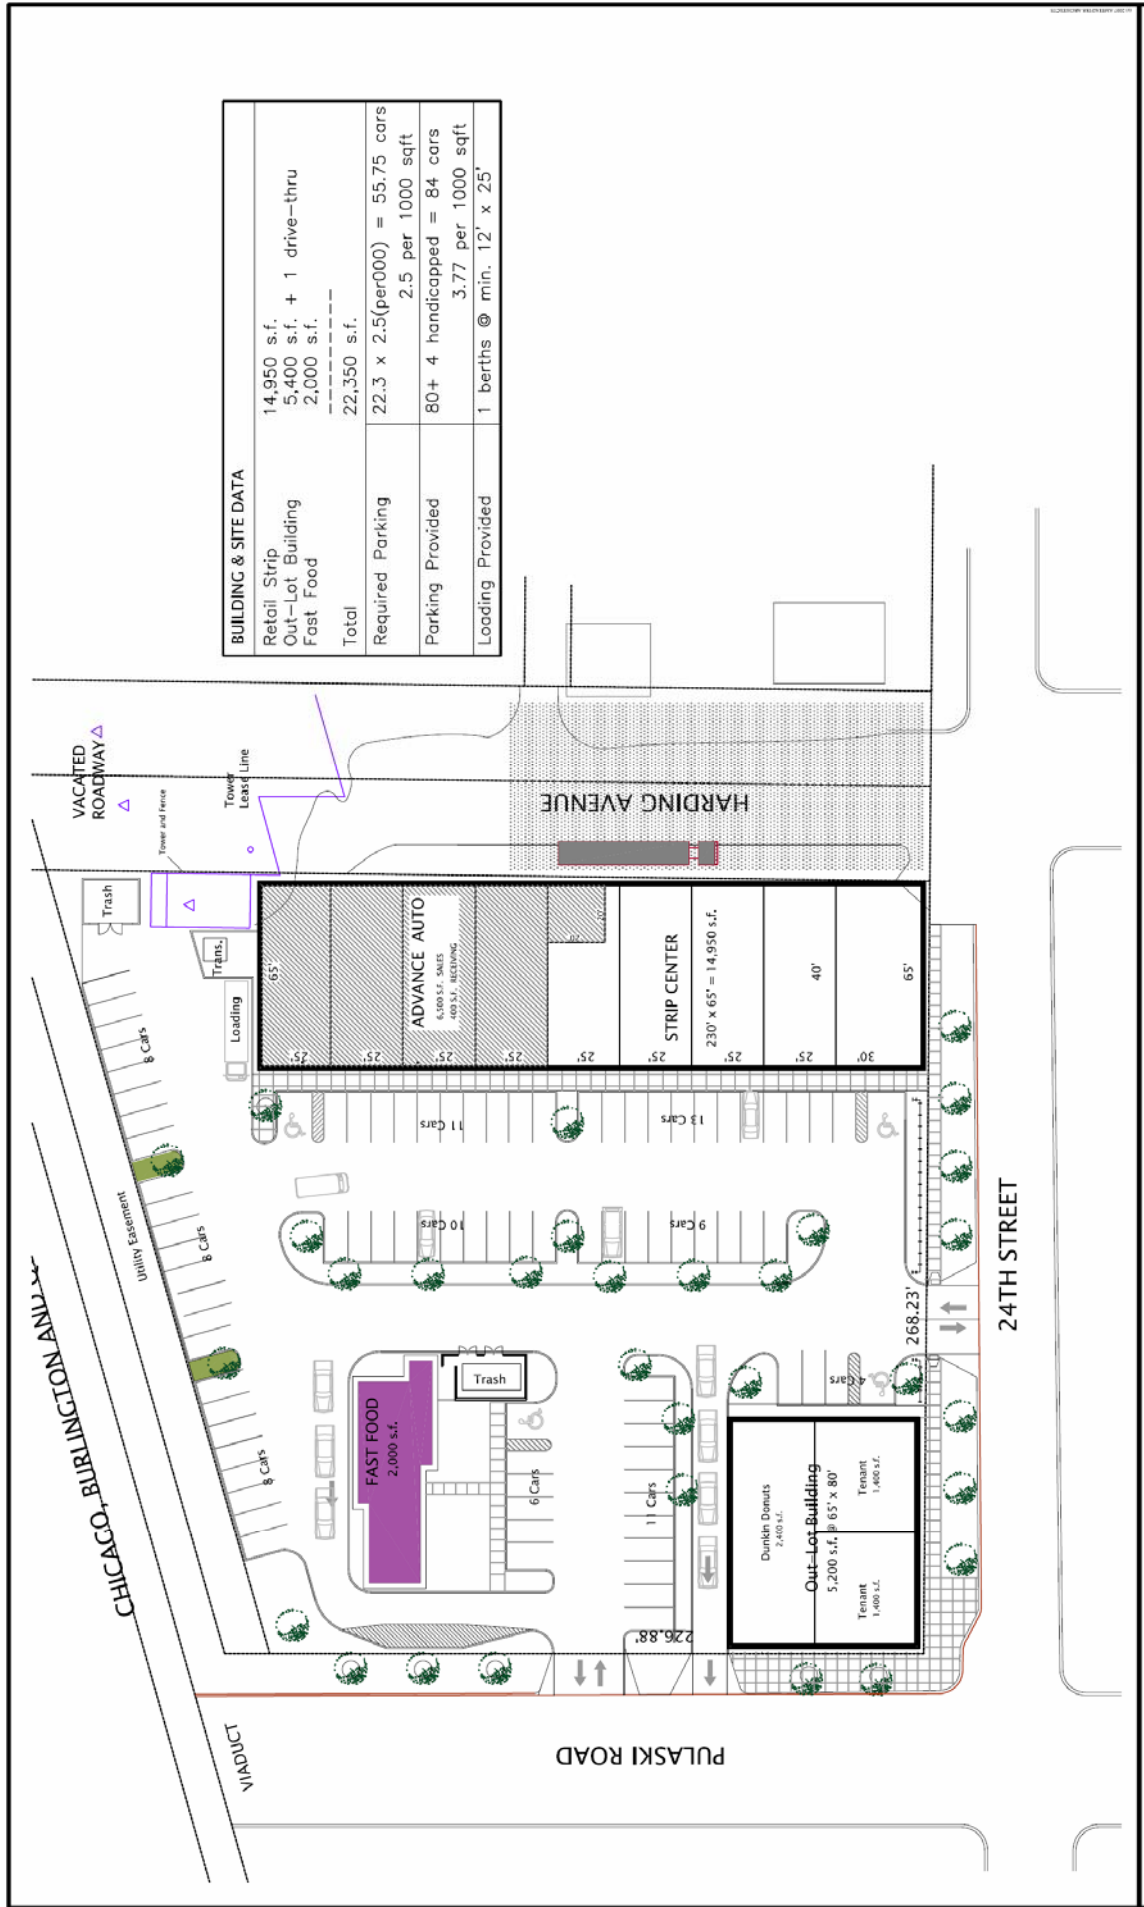 BUILDING & SITE DATA
Retail Strip 14,950 s.f.
Out-Lot Building 5,400 s.f. + 1 drive-thru
Fast Food 2,000 s.f.
Total 22,350 s.f.
Required Parking 22.3 x 2.5(per000) = 55.75 cars
2.5 per 1000 sqft
Parking Provided 80+ 4 handicapped = 84 cars
3.77 per 1000 sqft
Loading Provided 1 berths @ min. 12' x 25'
VACATED
ROADWAY
Tower and Fence
Tower
Lease Line
HARDING AVENUE
Trash
Trans.
Loading
65'
ADVANCE AUTO
6,500 S.F. SALES
400 S.F. RECEIVING
20'
20'
STRIP CENTER
230' x 65' = 14,950 s.f.
40'
65'
25'
25'
25'
25'
25'
25'
25'
25'
30'
8 Cars
11 Cars
13 Cars
Utility Easement
8 Cars
10 Cars
9 Cars
CHICAGO, BURLINGTON AND
268.23'
24TH STREET
Trash
4 Cars
FAST FOOD
2,000 s.f.
8 Cars
6 Cars
11 Cars
Dunkin Donuts
2,400 s.f.
Out-Lot Building
5,200 s.f. @ 65' x 80'
Tenant
1,400 s.f.
Tenant
1,400 s.f.
226.88'
VIADUCT
PULASKI ROAD